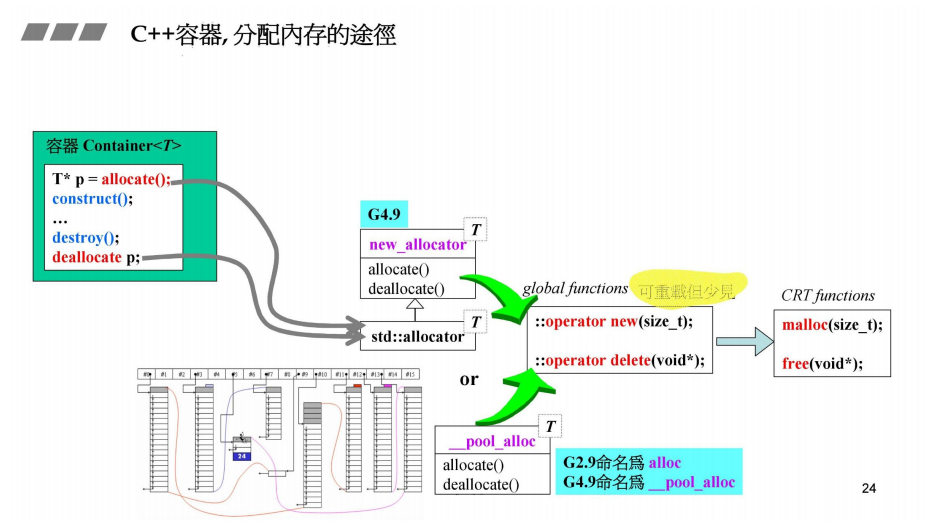 C++容器, 分配內存的途徑
容器 Container<T>
T* p = allocate();
construct();
…
destroy();
deallocate p;
G4.9
T
new_allocator
allocate()
deallocate()
T
std::allocator
global functions 可重載但少見
::operator new(size_t);
::operator delete(void*);
CRT functions
malloc(size_t);
free(void*);
#0 #1 #2 #3 #4 #5 #6 #7 #8 #9 #10 #11 #12 #13 #14 #15
24
or
T
__pool_alloc
allocate()
deallocate()
G2.9命名爲 alloc
G4.9命名爲 __pool_alloc
24